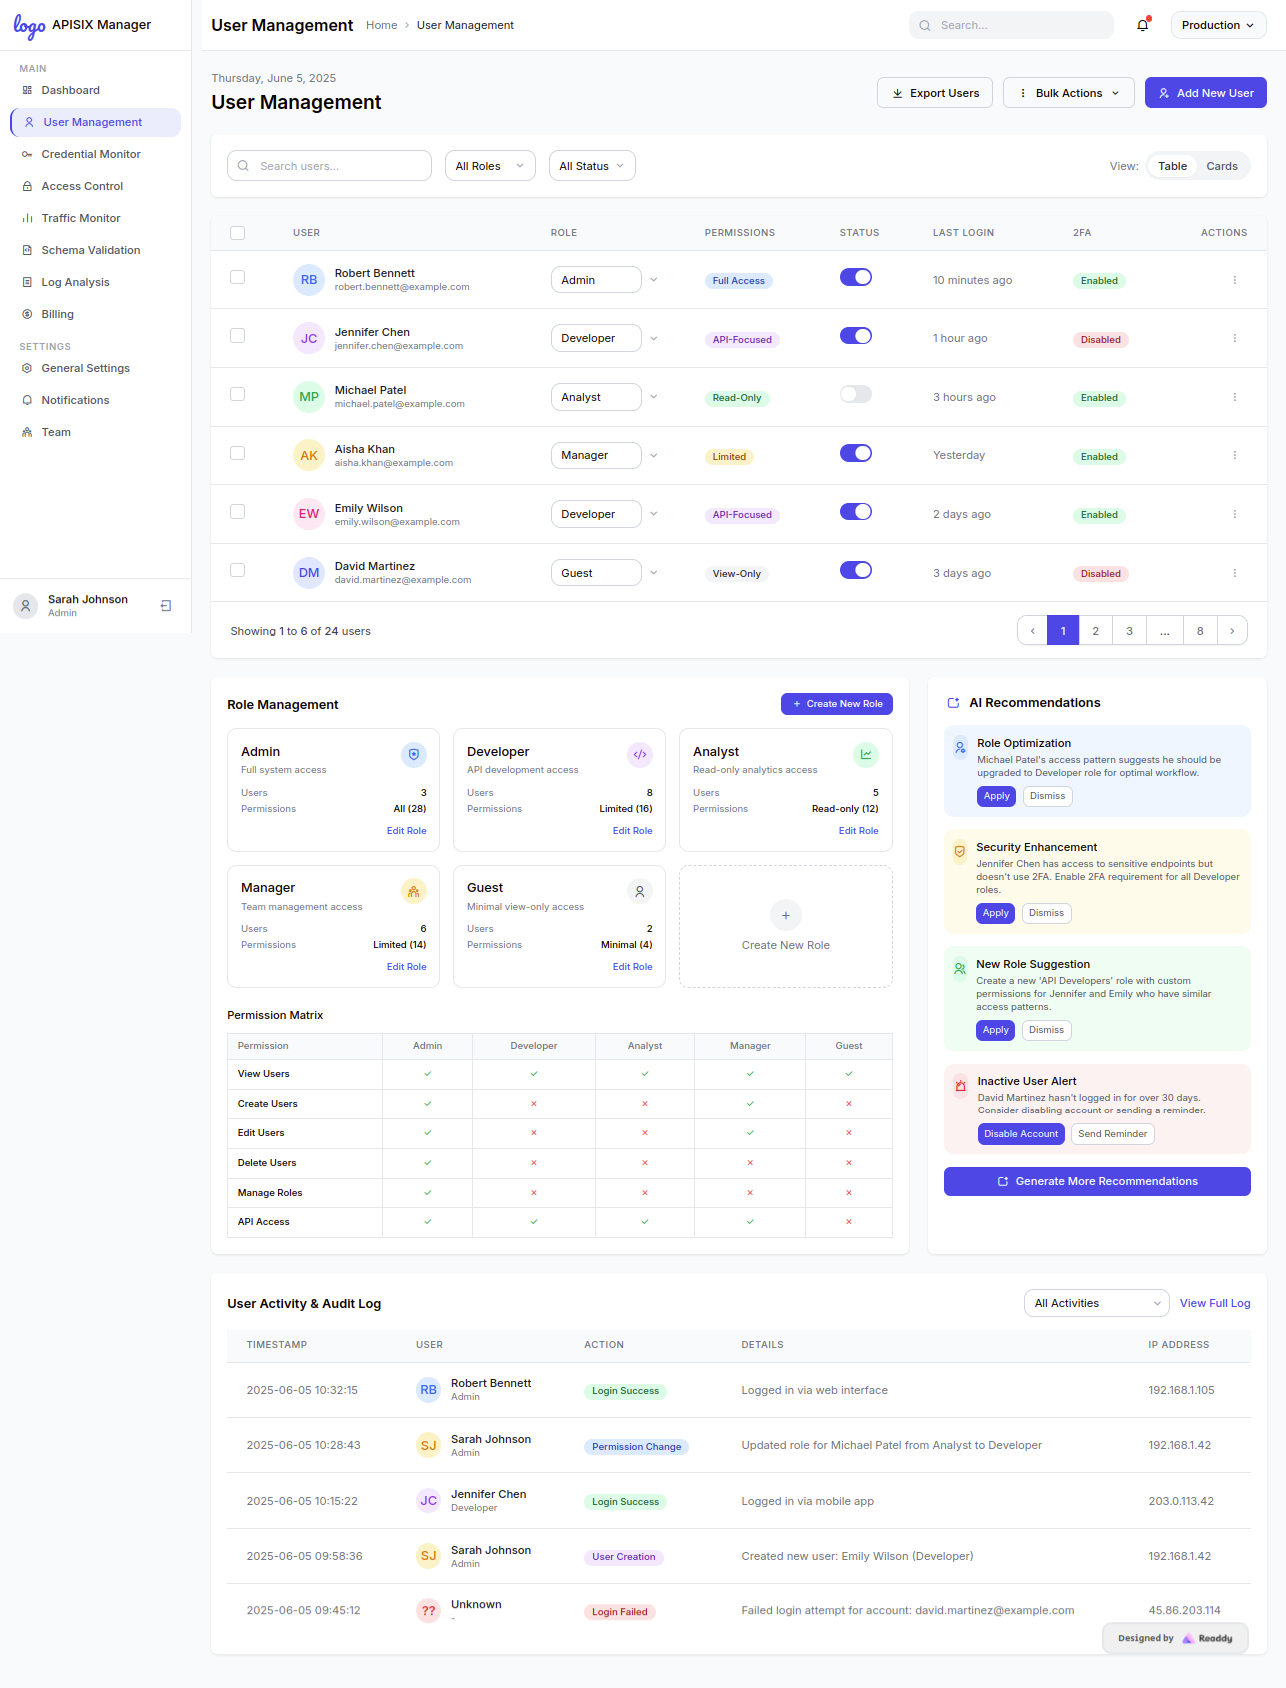 logo APISIX Manager
MAIN
Dashboard
User Management
Credential Monitor
Access Control
Traffic Monitor
Schema Validation
Log Analysis
Billing
SETTINGS
General Settings
Notifications
Team
Sarah Johnson
Admin
User Management Home > User Management
Search...
Production
Thursday, June 5, 2025
User Management
Export Users
Bulk Actions
Add New User
Search users...
All Roles
All Status
View: Table Cards
USER ROLE PERMISSIONS STATUS LAST LOGIN 2FA ACTIONS
RB Robert Bennett Admin Full Access 10 minutes ago Enabled
robert.bennett@example.com
JC Jennifer Chen Developer API-Focused 1 hour ago Disabled
jennifer.chen@example.com
MP Michael Patel Analyst Read-Only 3 hours ago Enabled
michael.patel@example.com
AK Aisha Khan Manager Limited Yesterday Enabled
aisha.khan@example.com
EW Emily Wilson Developer API-Focused 2 days ago Enabled
emily.wilson@example.com
DM David Martinez Guest View-Only 3 days ago Disabled
david.martinez@example.com
Showing 1 to 6 of 24 users
‹ 1 2 3 ... 8 ›
Role Management
+ Create New Role
Admin
Full system access
Users 3
Permissions All (28)
Edit Role
Developer
API development access
Users 8
Permissions Limited (16)
Edit Role
Analyst
Read-only analytics access
Users 5
Permissions Read-only (12)
Edit Role
Manager
Team management access
Users 6
Permissions Limited (14)
Edit Role
Guest
Minimal view-only access
Users 2
Permissions Minimal (4)
Edit Role
+
Create New Role
Permission Matrix
Permission Admin Developer Analyst Manager Guest
View Users ✓ ✓ ✓ ✓ ✓
Create Users ✓ × × ✓ ×
Edit Users ✓ × × ✓ ×
Delete Users ✓ × × × ×
Manage Roles ✓ × × × ×
API Access ✓ ✓ ✓ ✓ ×
AI Recommendations
Role Optimization
Michael Patel's access pattern suggests he should be
upgraded to Developer role for optimal workflow.
Apply Dismiss
Security Enhancement
Jennifer Chen has access to sensitive endpoints but
doesn't use 2FA. Enable 2FA requirement for all Developer
roles.
Apply Dismiss
New Role Suggestion
Create a new 'API Developers' role with custom
permissions for Jennifer and Emily who have similar
access patterns.
Apply Dismiss
Inactive User Alert
David Martinez hasn't logged in for over 30 days.
Consider disabling account or sending a reminder.
Disable Account Send Reminder
Generate More Recommendations
User Activity & Audit Log
All Activities
View Full Log
TIMESTAMP USER ACTION DETAILS IP ADDRESS
2025-06-05 10:32:15 RB Robert Bennett Login Success Logged in via web interface 192.168.1.105
Admin
2025-06-05 10:28:43 SJ Sarah Johnson Permission Change Updated role for Michael Patel from Analyst to Developer 192.168.1.42
Admin
2025-06-05 10:15:22 JC Jennifer Chen Login Success Logged in via mobile app 203.0.113.42
Developer
2025-06-05 09:58:36 SJ Sarah Johnson User Creation Created new user: Emily Wilson (Developer) 192.168.1.42
Admin
2025-06-05 09:45:12 ?? Unknown Login Failed Failed login attempt for account: david.martinez@example.com 45.86.203.114
-
Designed by Readdy